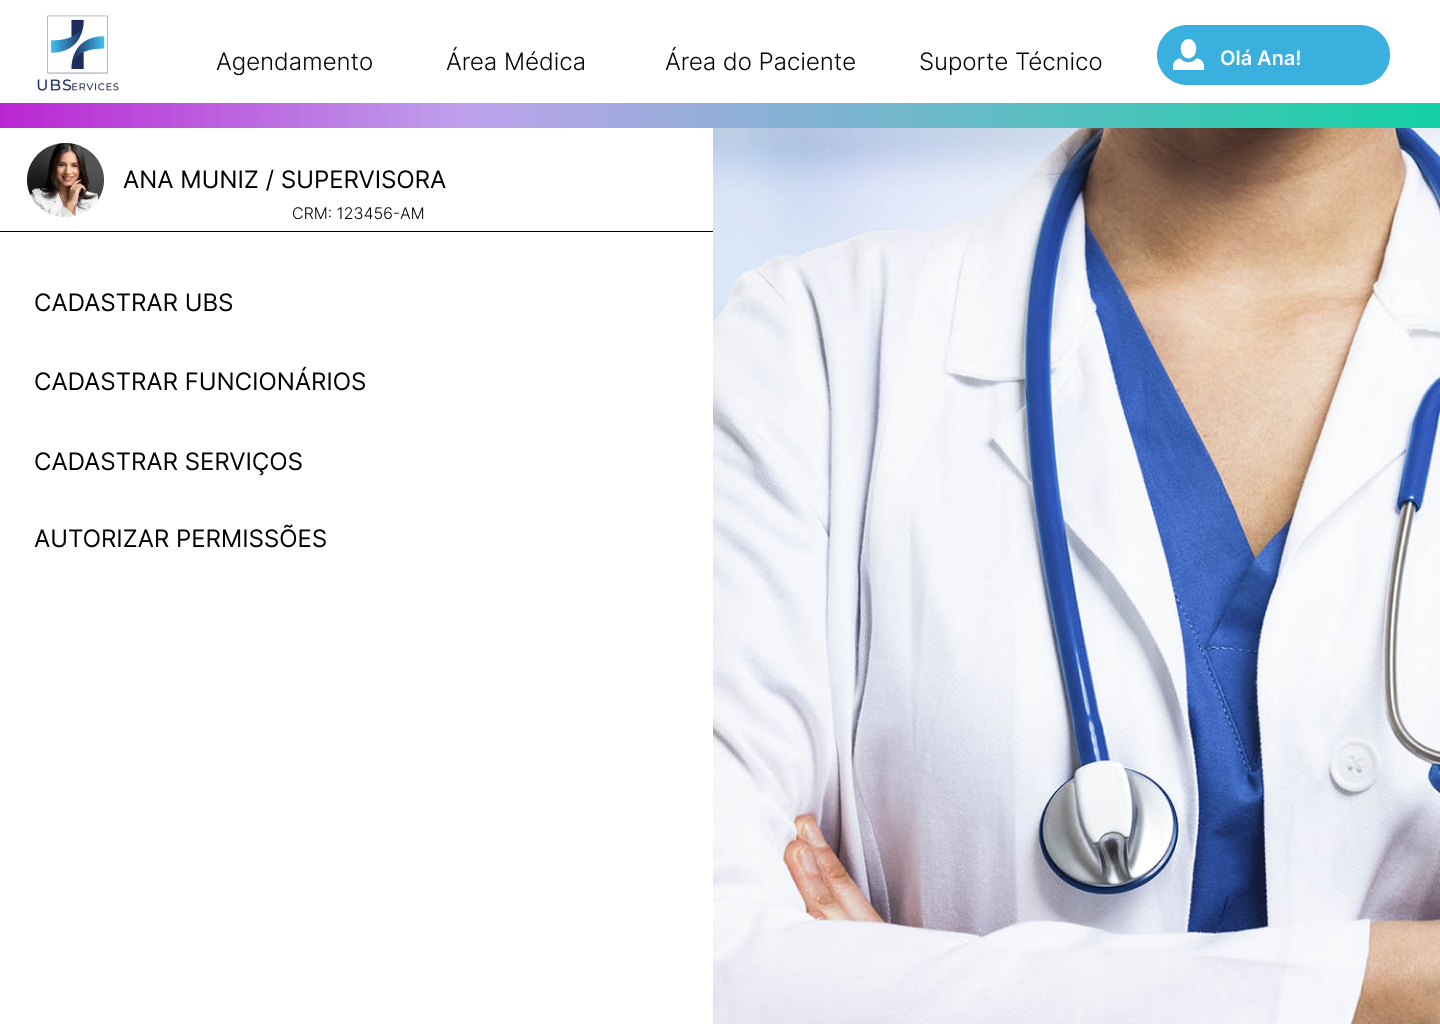 Agendamento
Área Médica
Área do Paciente
Suporte Técnico
Olá Ana!
UBSERVICES
ANA MUNIZ / SUPERVISORA
CRM: 123456-AM
CADASTRAR UBS
CADASTRAR FUNCIONÁRIOS
CADASTRAR SERVIÇOS
AUTORIZAR PERMISSÕES